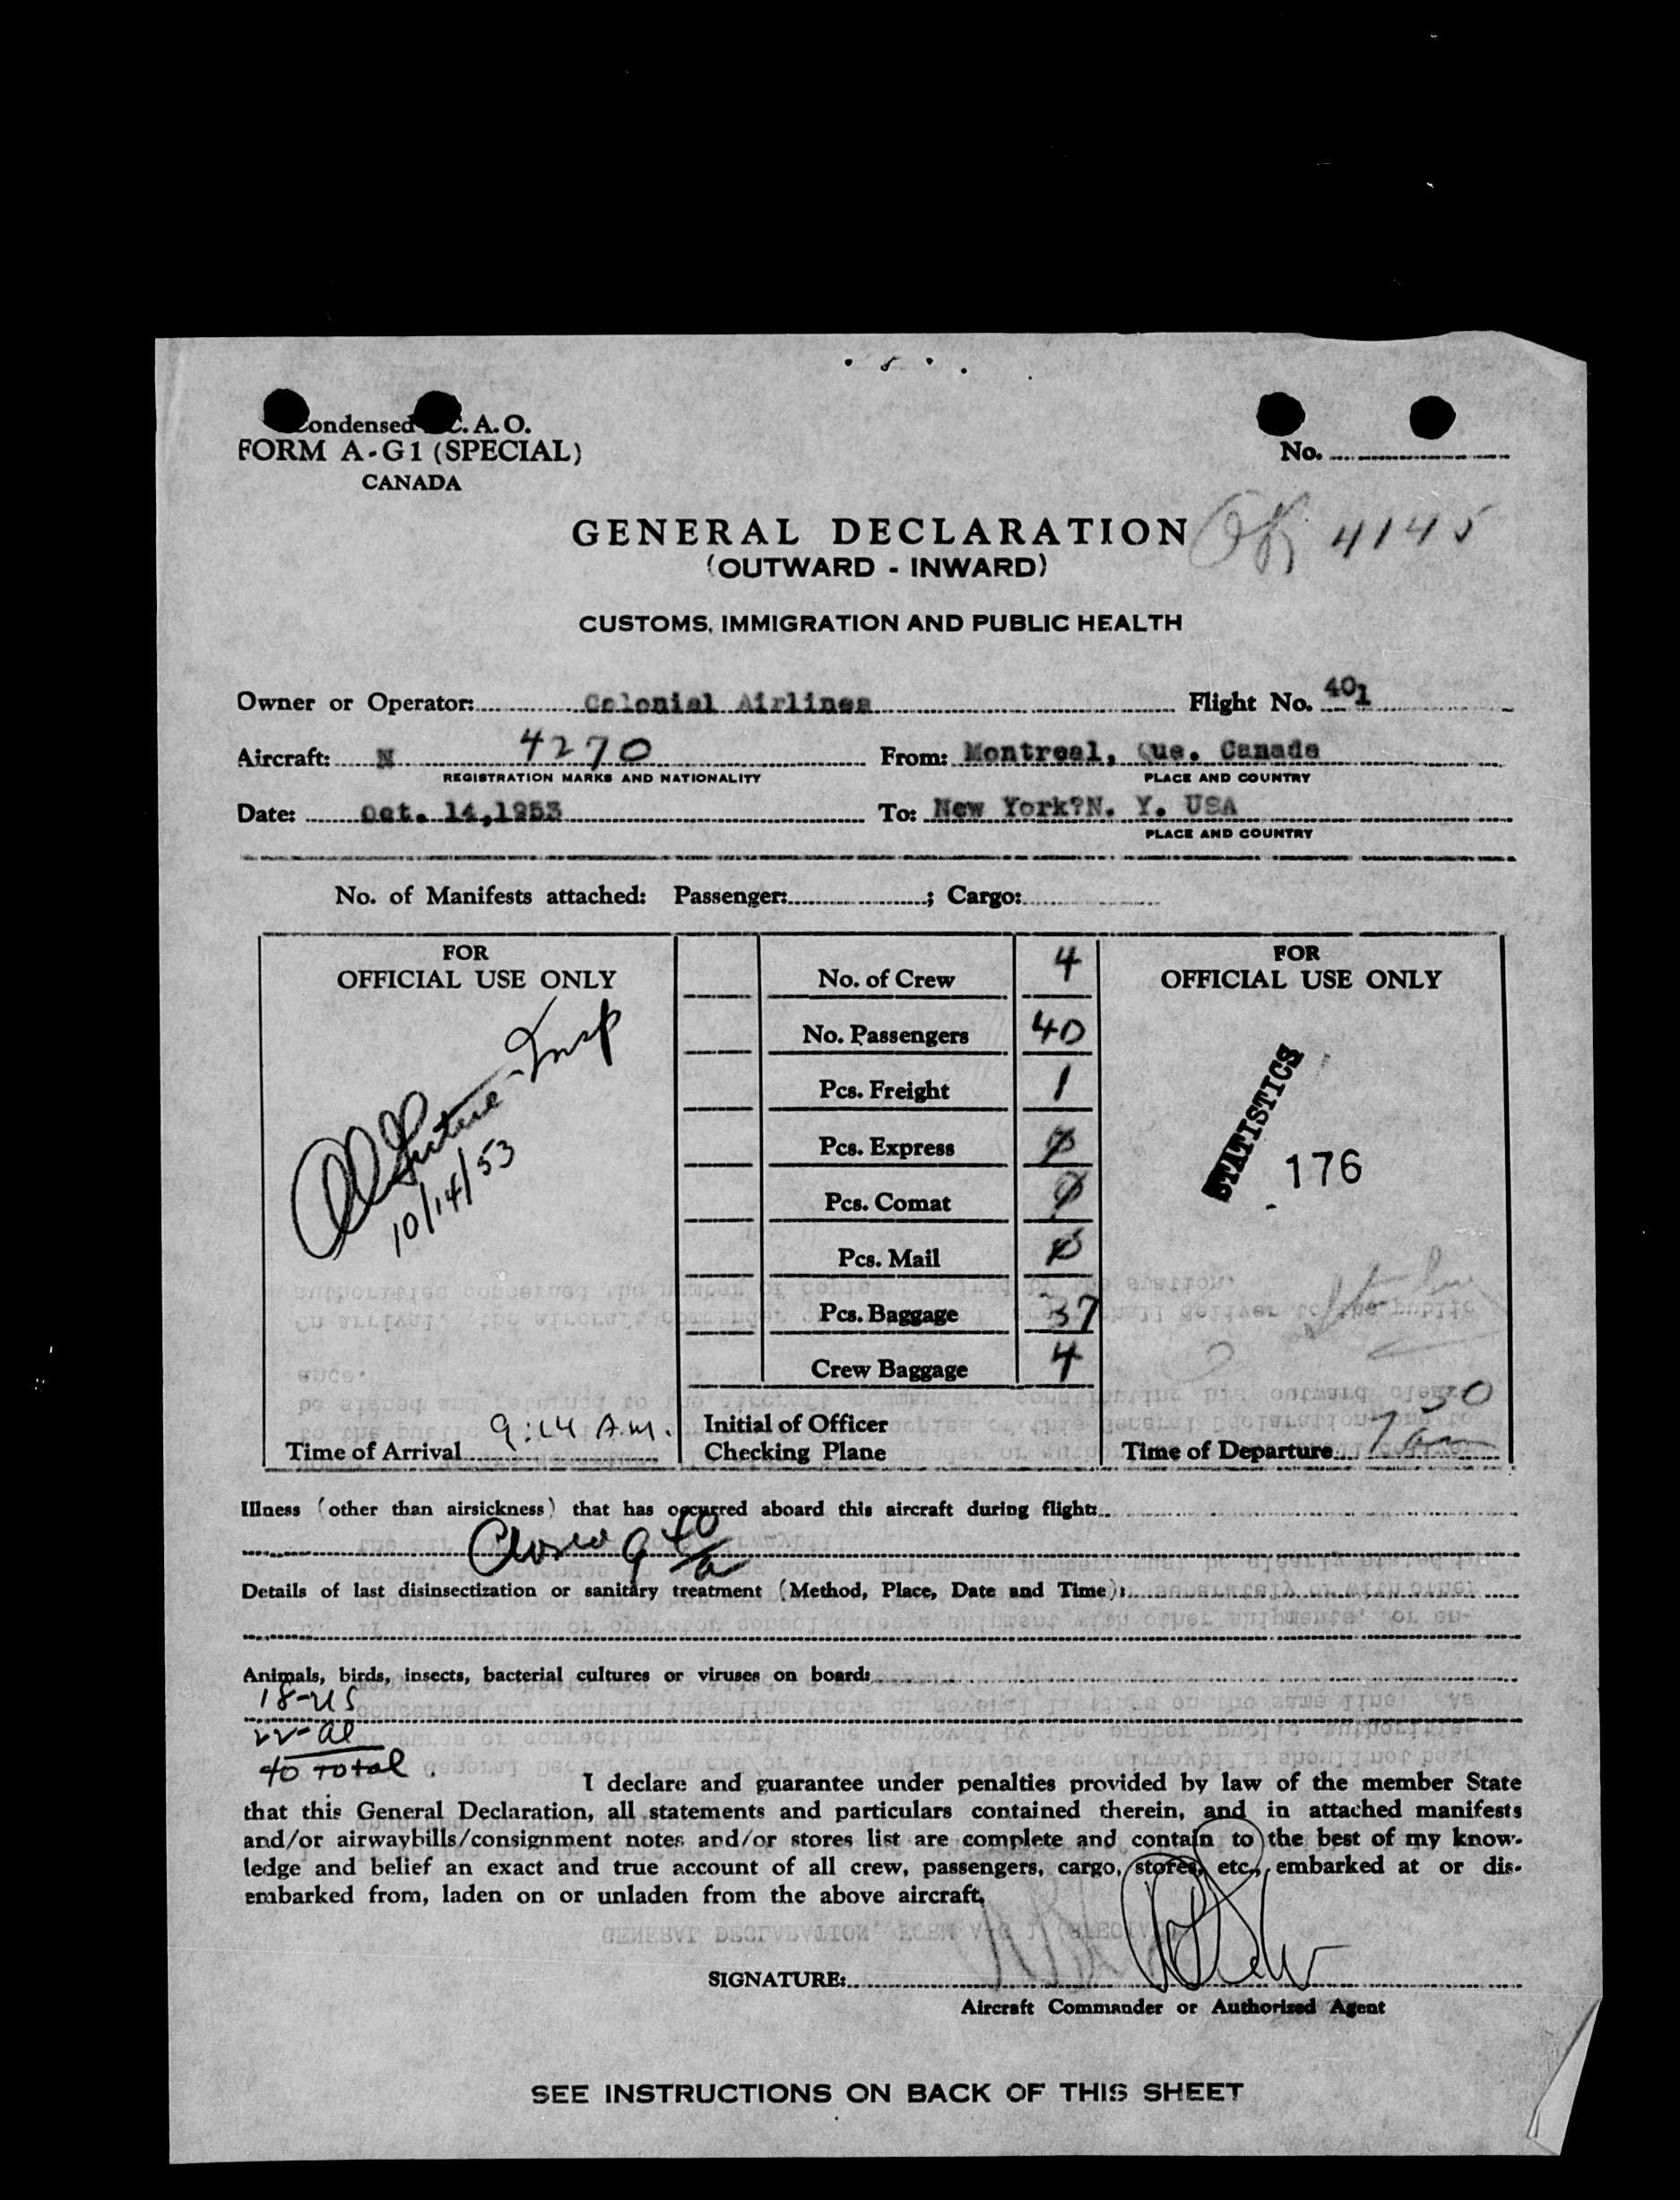 ondensed C. A. O.
FORM A-G1 (SPECIAL)
CANADA
No.
OK 4145
GENERAL DECLARATION
(OUTWARD - INWARD)
CUSTOMS, IMMIGRATION AND PUBLIC HEALTH
Owner or Operator: Colonial Airlines Flight No. 401
Aircraft: N 4270 From: Montreal, Que. Canada
REGISTRATION MARKS AND NATIONALITY PLACE AND COUNTRY
Date: Oct. 14,1953 To: New York?N. Y. USA
PLACE AND COUNTRY
No. of Manifests attached: Passenger: ; Cargo:
FOR
OFFICIAL USE ONLY
Insp
10/14/53
Time of Arrival 9:14 A.M.
No. of Crew 4
No. Passengers 40
Pcs. Freight 1
Pcs. Express 0
Pcs. Comat 0
Pcs. Mail 0
Pcs. Baggage 37
Crew Baggage 4
Initial of Officer
Checking Plane
FOR
OFFICIAL USE ONLY
STATISTICS
176
Time of Departure 7 30 am
Illness (other than airsickness) that has occurred aboard this aircraft during flight:
Closed 9 40/a
Details of last disinsectization or sanitary treatment (Method, Place, Date and Time):
Animals, birds, insects, bacterial cultures or viruses on board:
18-US
22-al
40 Total
I declare and guarantee under penalties provided by law of the member State
that this General Declaration, all statements and particulars contained therein, and in attached manifests
and/or airwaybills/consignment notes and/or stores list are complete and contain to the best of my know-
ledge and belief an exact and true account of all crew, passengers, cargo, stores, etc., embarked at or dis-
embarked from, laden on or unladen from the above aircraft.
SIGNATURE:
Aircraft Commander or Authorized Agent
SEE INSTRUCTIONS ON BACK OF THIS SHEET